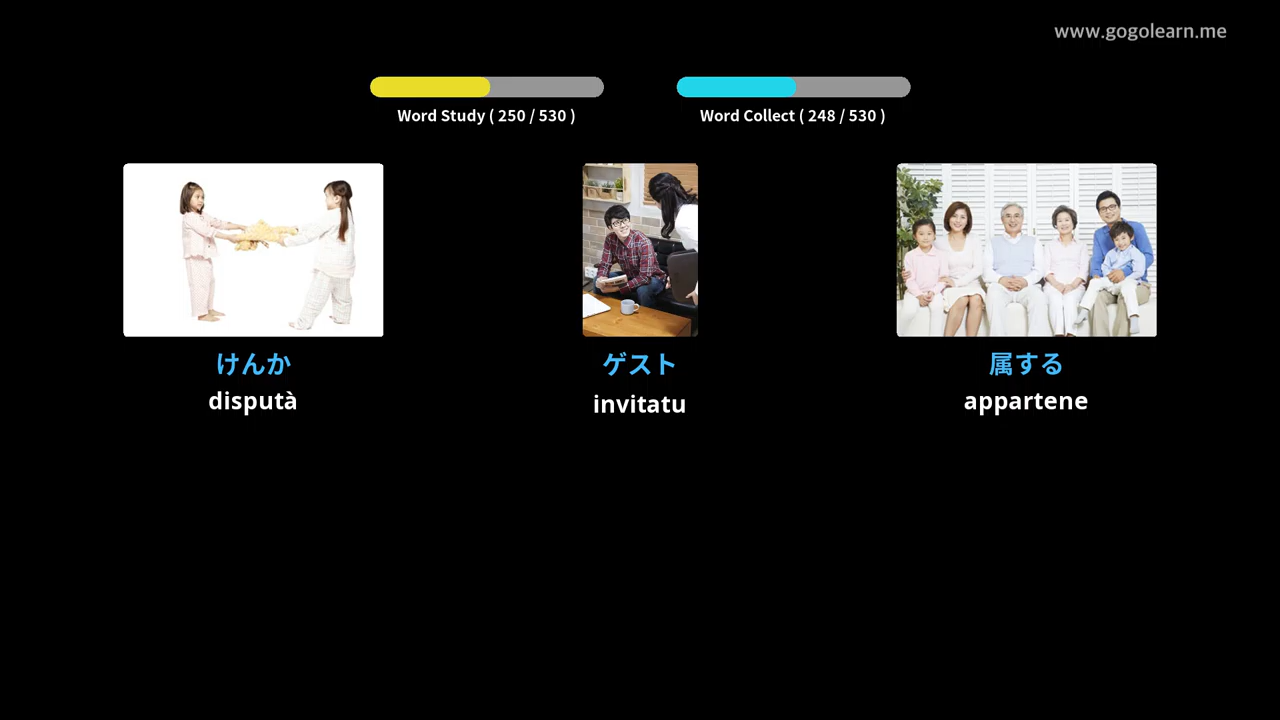 www.gogolearn.me
Word Study ( 250 / 530 )
Word Collect ( 248 / 530 )
けんか
ゲスト
属する
disputà
invitatu
appartene